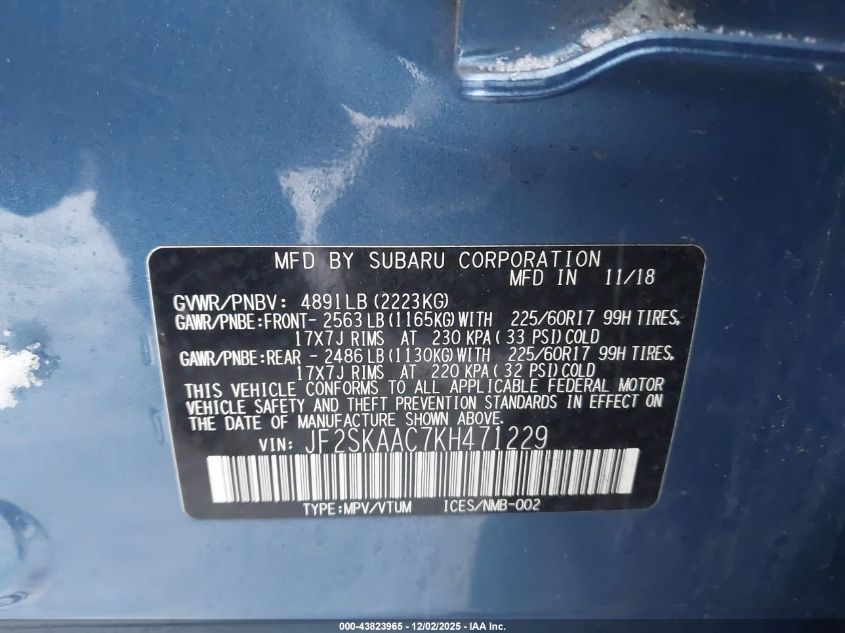 MFD BY SUBARU CORPORATION
MFD IN 11/18
GVWR/PNBV: 4891LB(2223KG)
GAWR/PNBE:FRONT- 2563LB(1165KG)WITH 225/60R17 99H TIRES,
17X7J RIMS AT 230 KPA(33 PSI)COLD
GAWR/PNBE:REAR - 2486LB(1130KG)WITH 225/60R17 99H TIRES,
17X7J RIMS AT 220 KPA(32 PSI)COLD
THIS VEHICLE CONFORMS TO ALL APPLICABLE FEDERAL MOTOR
VEHICLE SAFETY AND THEFT PREVENTION STANDARDS IN EFFECT ON
THE DATE OF MANUFACTURE SHOWN ABOVE.
VIN: JF2SKAAC7KH471229
TYPE:MPV/VTUM ICES/NMB-002
000-43823965 - 12/02/2025 - IAA Inc.